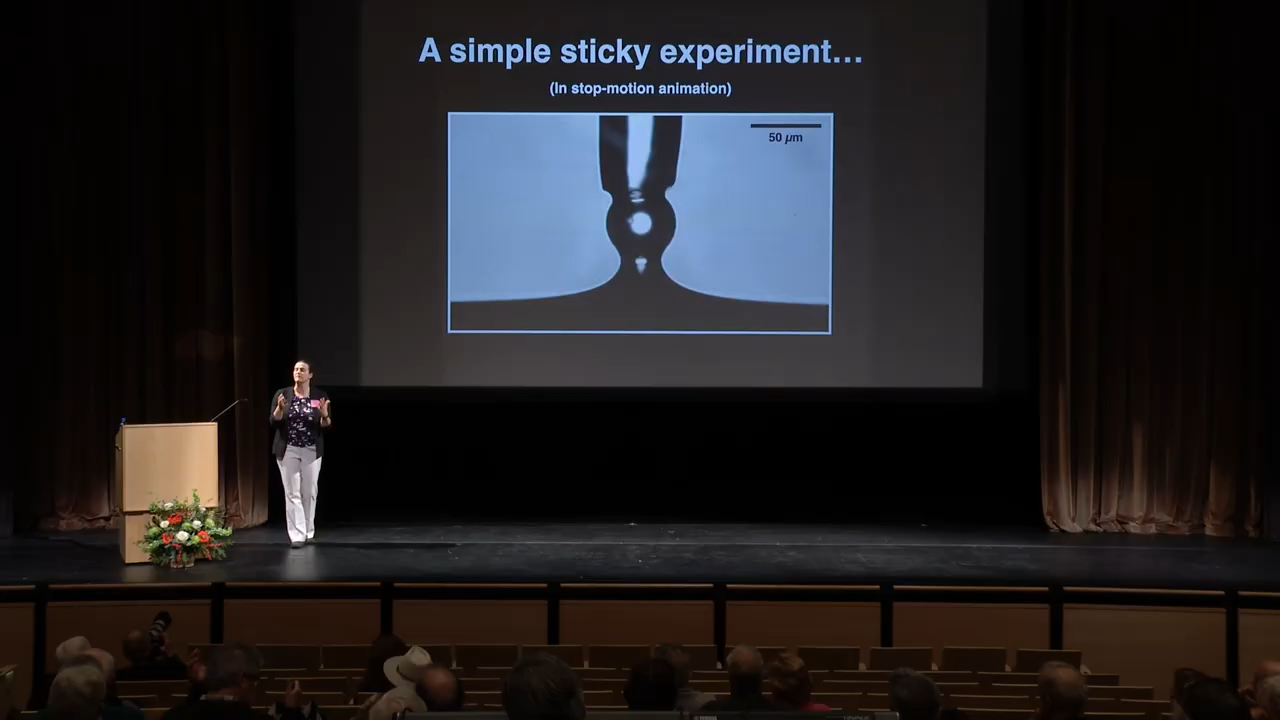 A simple sticky experiment...
(In stop-motion animation)
50 μm